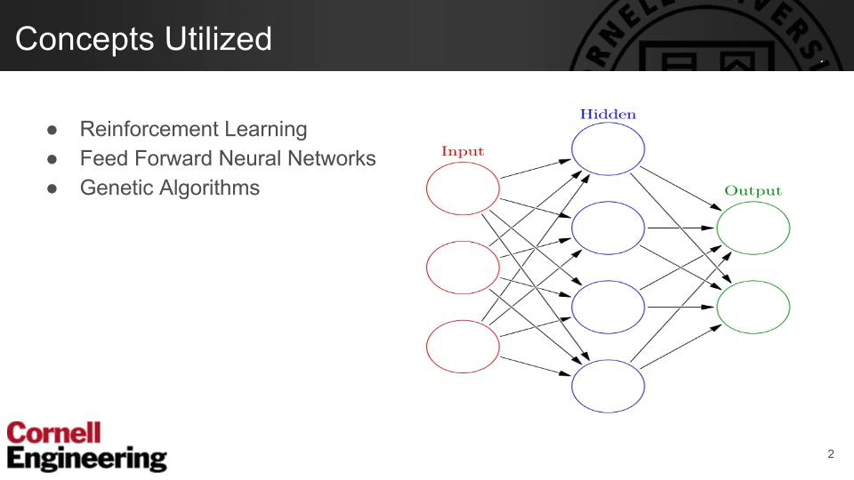 Concepts Utilized
● Reinforcement Learning
● Feed Forward Neural Networks
● Genetic Algorithms
Hidden
Input
Output
Cornell
Engineering
2